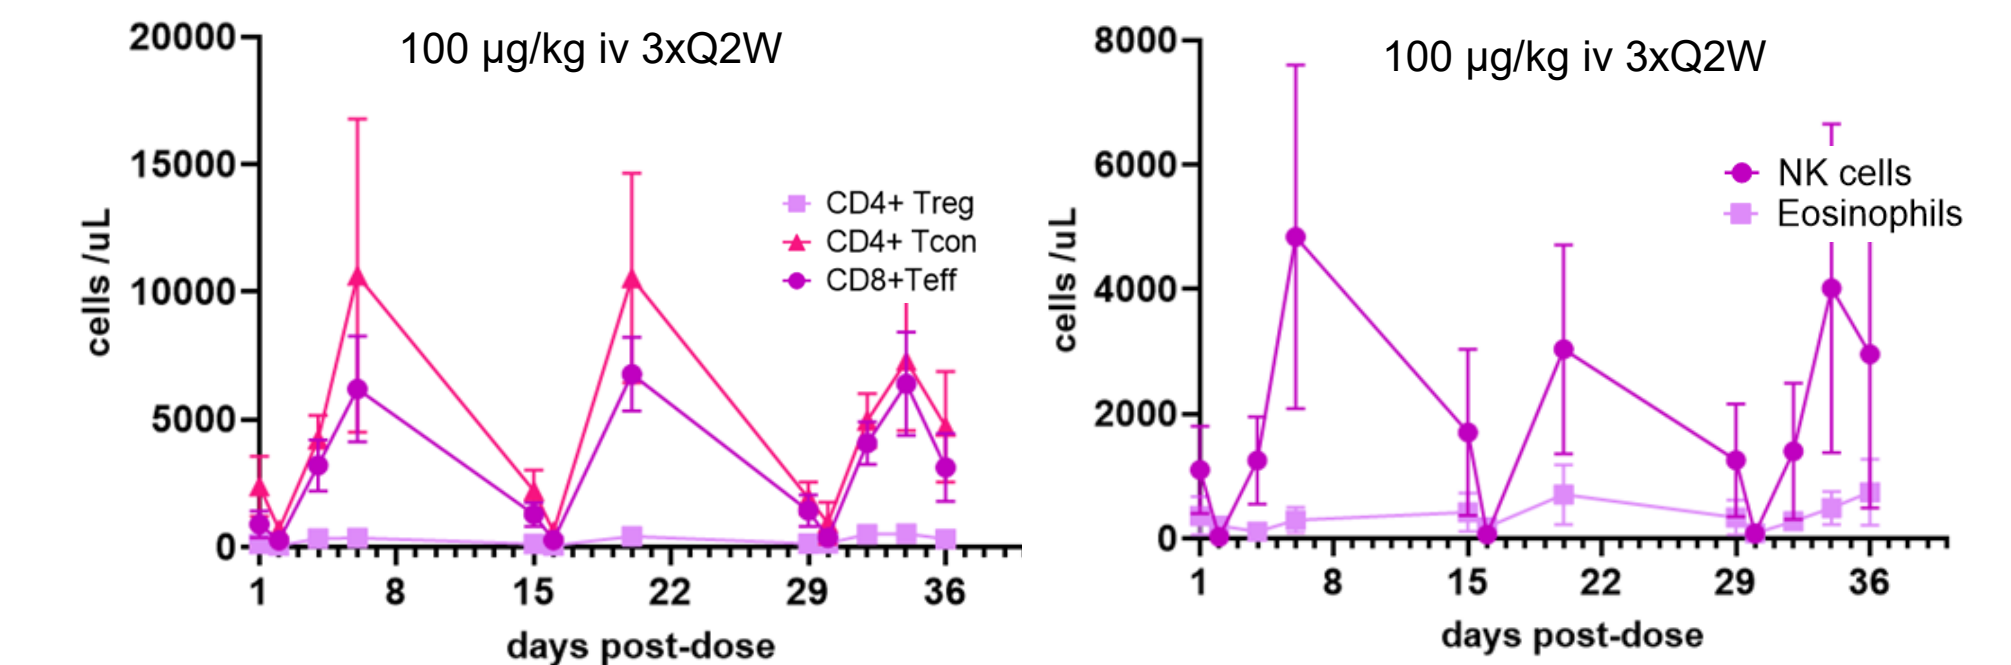 100 µg/kg iv 3xQ2W
20000
15000
10000
5000
0
cells /uL
CD4+ Treg
CD4+ Tcon
CD8+Teff
1 8 15 22 29 36
days post-dose
100 µg/kg iv 3xQ2W
8000
6000
4000
2000
0
cells /uL
NK cells
Eosinophils
1 8 15 22 29 36
days post-dose